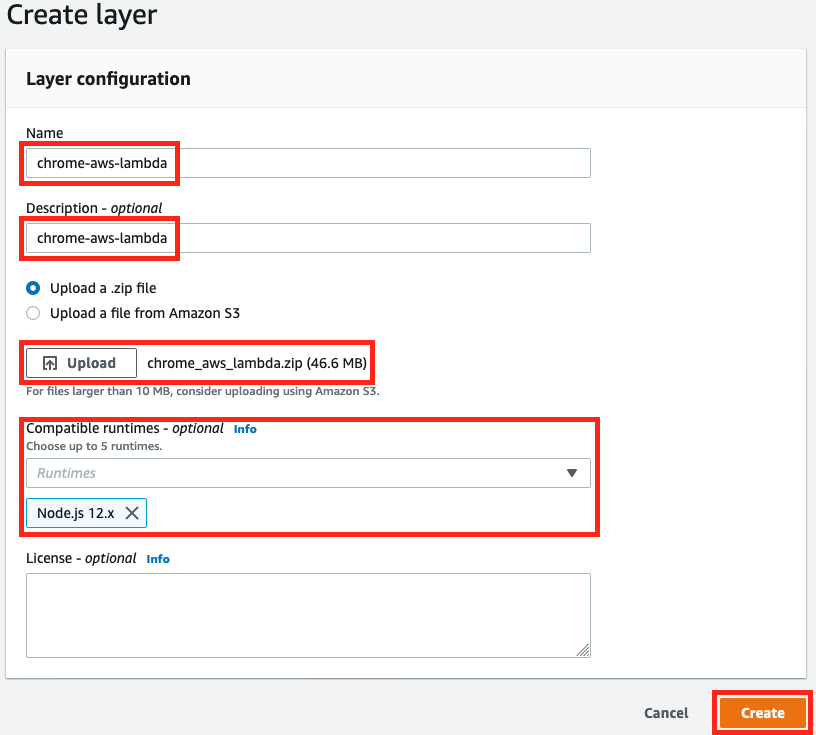 Create layer
Layer configuration
Name
chrome-aws-lambda
Description - optional
chrome-aws-lambda
Upload a .zip file
Upload a file from Amazon S3
Upload chrome_aws_lambda.zip (46.6 MB)
For files larger than 10 MB, consider uploading using Amazon S3.
Compatible runtimes - optional Info
Choose up to 5 runtimes.
Runtimes
Node.js 12.x
License - optional Info
Cancel Create